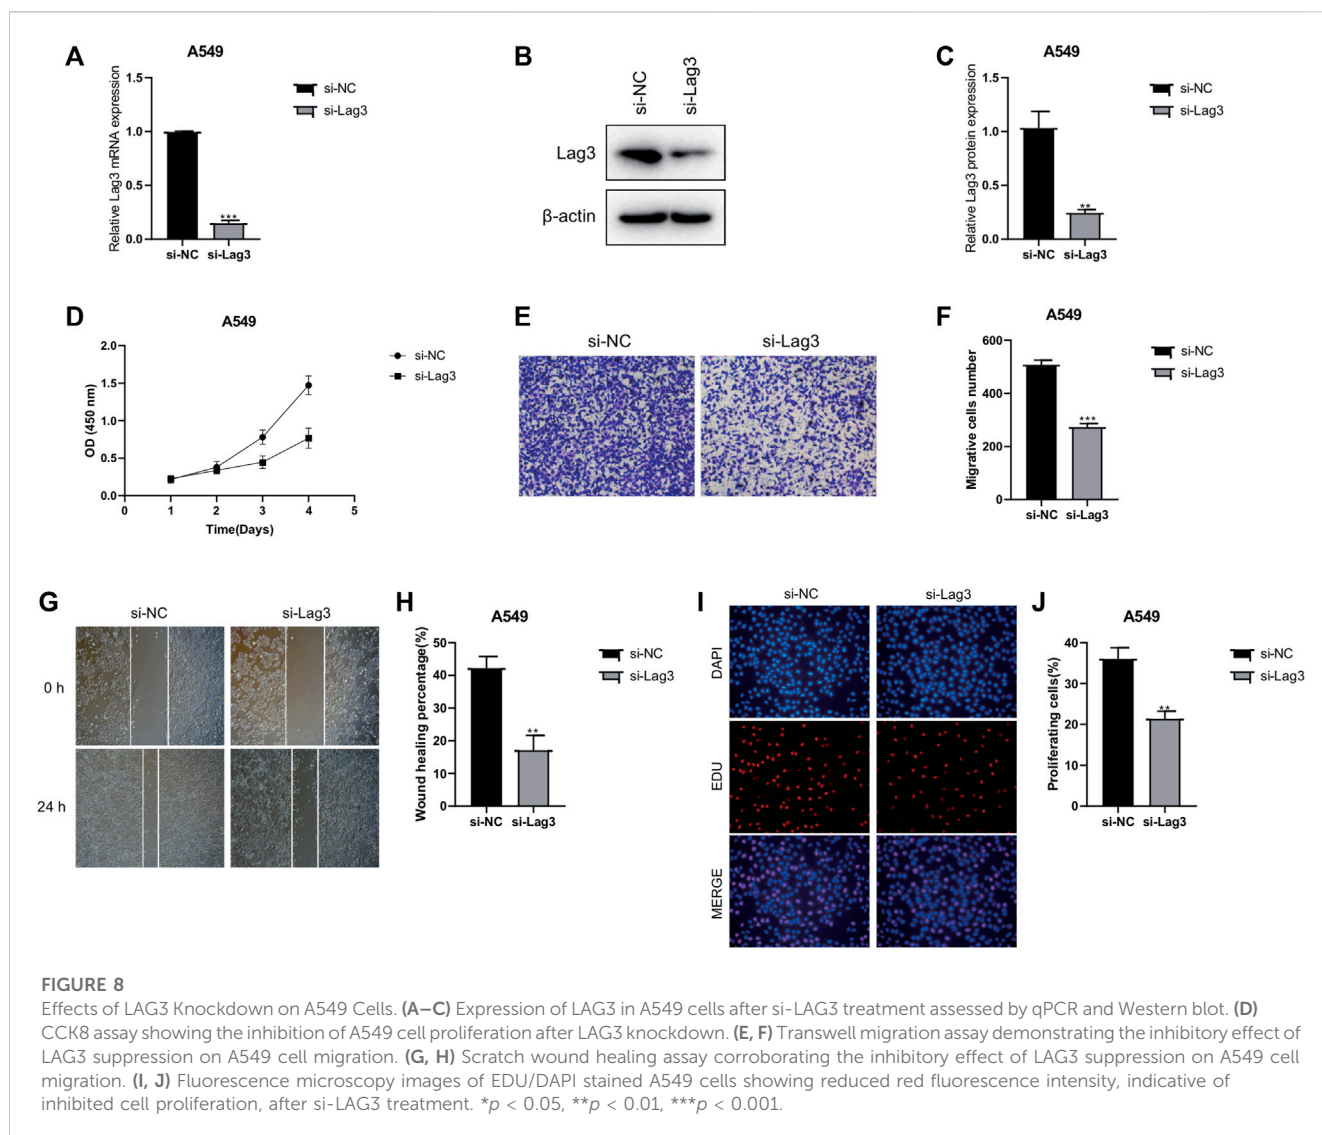 A
A549
Relative Lag3 mRNA expression
1.5
1.0
0.5
0.0
***
si-NC
si-Lag3
si-NC
si-Lag3
B
si-NC
si-Lag3
Lag3
β-actin
C
A549
Relative Lag3 protein expression
1.5
1.0
0.5
0.0
**
si-NC
si-Lag3
si-NC
si-Lag3
D
A549
OD (450 nm)
2.0
1.5
1.0
0.5
0.0
0
1
2
3
4
5
Time(Days)
si-NC
si-Lag3
E
si-NC
si-Lag3
F
A549
Migrative cells number
600
400
200
0
***
si-NC
si-Lag3
si-NC
si-Lag3
G
si-NC
si-Lag3
0 h
24 h
H
A549
Wound healing percentage(%)
50
40
30
20
10
0
**
si-NC
si-Lag3
si-NC
si-Lag3
I
si-NC
si-Lag3
DAPI
EDU
MERGE
J
A549
Proliferating cells(%)
40
30
20
10
0
**
si-NC
si-Lag3
si-NC
si-Lag3
FIGURE 8
Effects of LAG3 Knockdown on A549 Cells. (A–C) Expression of LAG3 in A549 cells after si-LAG3 treatment assessed by qPCR and Western blot. (D)
CCK8 assay showing the inhibition of A549 cell proliferation after LAG3 knockdown. (E, F) Transwell migration assay demonstrating the inhibitory effect of
LAG3 suppression on A549 cell migration. (G, H) Scratch wound healing assay corroborating the inhibitory effect of LAG3 suppression on A549 cell
migration. (I, J) Fluorescence microscopy images of EDU/DAPI stained A549 cells showing reduced red fluorescence intensity, indicative of
inhibited cell proliferation, after si-LAG3 treatment. *p < 0.05, **p < 0.01, ***p < 0.001.